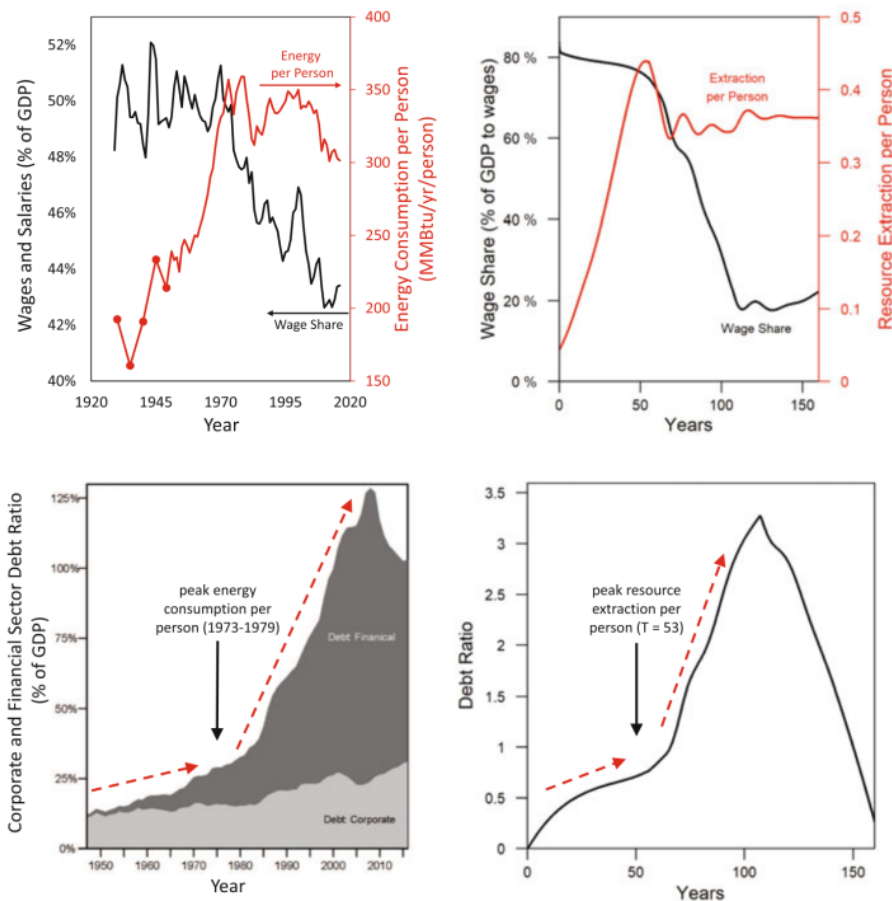 52%
50%
48%
46%
44%
42%
40%
Wages and Salaries (% of GDP)
1920 1945 1970 1995 2020
Year
Energy
per Person
Wage Share
400
350
300
250
200
150
Energy Consumption per Person
(MMBtu/yr/person)
80 %
60 %
40 %
20 %
0 %
Wage Share (% of GDP to wages)
0 50 100 150
Years
Extraction
per Person
Wage Share
0.5
0.4
0.3
0.2
0.1
0
Resource Extraction per Person
125%
100%
75%
50%
25%
0%
Corporate and Financial Sector Debt Ratio
(% of GDP)
peak energy
consumption per
person (1973-1979)
Debt: Finanical
Debt: Corporate
1950 1960 1970 1980 1990 2000 2010
Year
3.5
3
2.5
2
1.5
1
0.5
0
Debt Ratio
peak resource
extraction per
person (T = 53)
0 50 100 150
Years